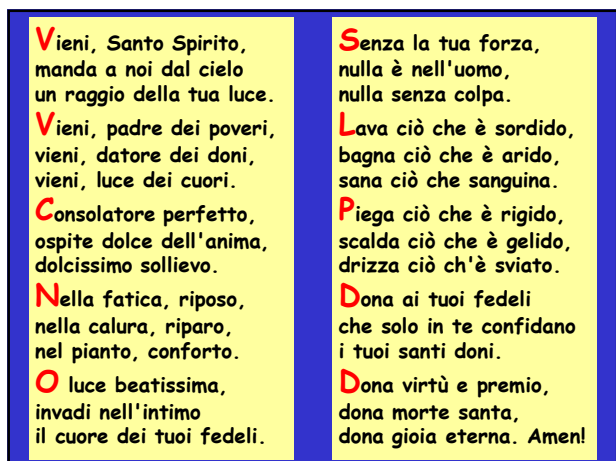 Vieni, Santo Spirito,
manda a noi dal cielo
un raggio della tua luce.
Vieni, padre dei poveri,
vieni, datore dei doni,
vieni, luce dei cuori.
Consolatore perfetto,
ospite dolce dell'anima,
dolcissimo sollievo.
Nella fatica, riposo,
nella calura, riparo,
nel pianto, conforto.
O luce beatissima,
invadi nell'intimo
il cuore dei tuoi fedeli.
Senza la tua forza,
nulla è nell'uomo,
nulla senza colpa.
Lava ciò che è sordido,
bagna ciò che è arido,
sana ciò che sanguina.
Piega ciò che è rigido,
scalda ciò che è gelido,
drizza ciò ch'è sviato.
Dona ai tuoi fedeli
che solo in te confidano
i tuoi santi doni.
Dona virtù e premio,
dona morte santa,
dona gioia eterna. Amen!